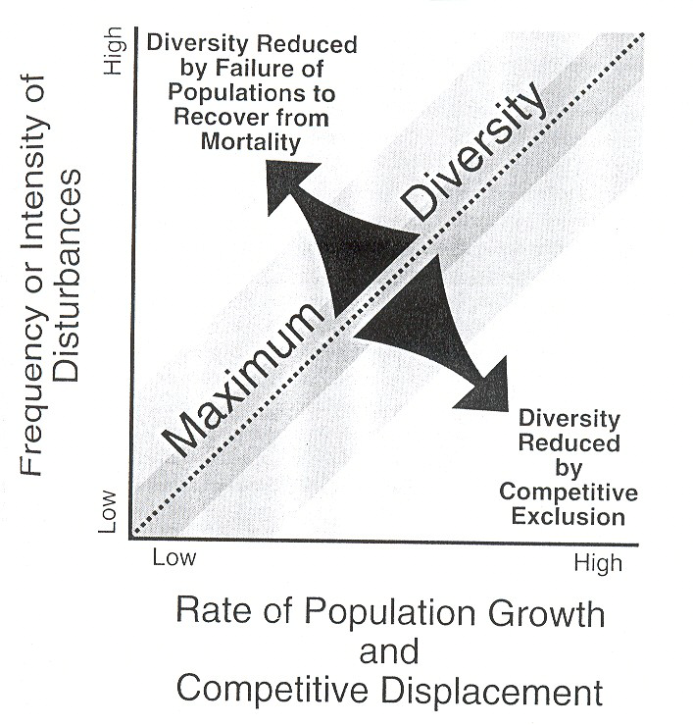 High
Diversity Reduced
by Failure of
Populations to
Recover from
Mortality
Maximum Diversity
Frequency or Intensity of
Disturbances
Diversity
Reduced
by
Competitive
Exclusion
Low
Low
High
Rate of Population Growth
and
Competitive Displacement